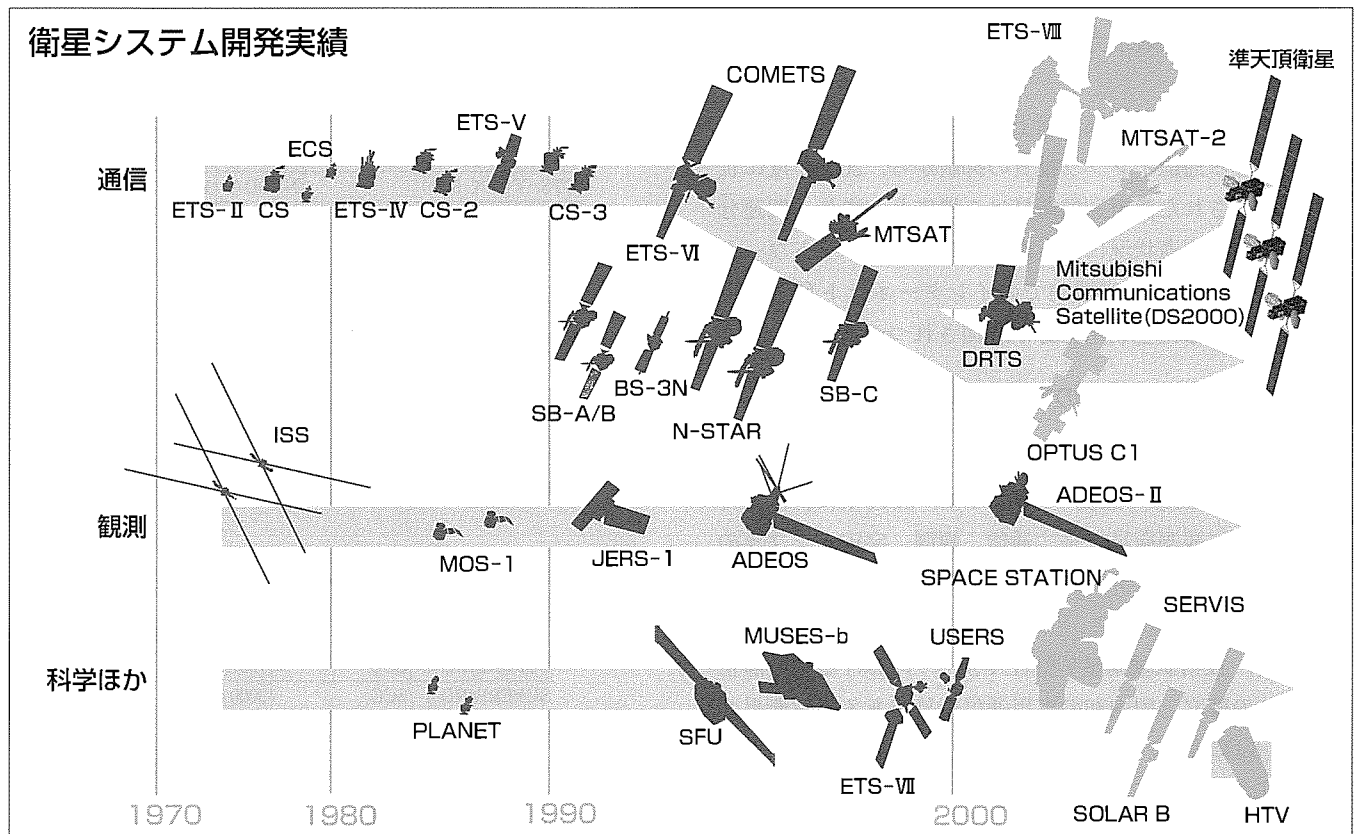 衛星システム開発実績
通信
ETS-Ⅱ
CS
ECS
ETS-Ⅳ
CS-2
ETS-V
CS-3
ETS-Ⅵ
COMETS
MTSAT
ETS-Ⅷ
MTSAT-2
準天頂衛星
SB-A/B
BS-3N
N-STAR
SB-C
DRTS
Mitsubishi
Communications
Satellite(DS2000)
OPTUS C1
観測
ISS
MOS-1
JERS-1
ADEOS
ADEOS-Ⅱ
科学ほか
PLANET
SFU
MUSES-b
ETS-Ⅶ
USERS
SPACE STATION
SERVIS
SOLAR B
HTV
1970
1980
1990
2000